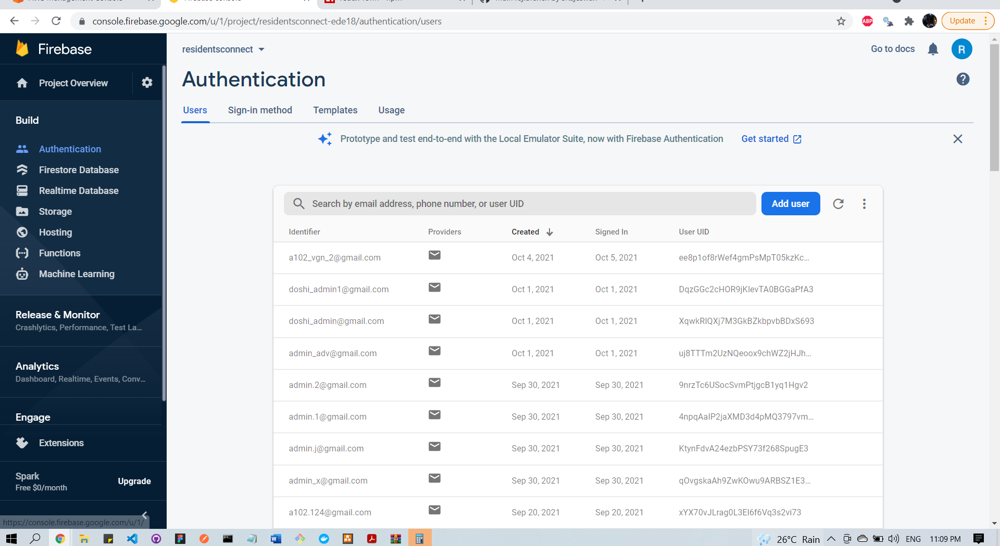 console.firebase.google.com/u/1/project/residentsconnect-ede18/authentication/users
ABP
Update
Firebase
residentsconnect
Go to docs
R
Project Overview
Authentication
Users Sign-in method Templates Usage
Build
Prototype and test end-to-end with the Local Emulator Suite, now with Firebase Authentication Get started
Authentication
Firestore Database
Realtime Database
Storage
Hosting
Functions
Machine Learning
Release & Monitor
Crashlytics, Performance, Test La...
Analytics
Dashboard, Realtime, Events, Conv...
Engage
Extensions
Spark
Free $0/month
Upgrade
Search by email address, phone number, or user UID
Add user
Identifier Providers Created Signed In User UID
a102_vgn_2@gmail.com Oct 4, 2021 Oct 5, 2021 ee8p1of8rWef4gmPsMpT05kzKc...
doshi_admin1@gmail.com Oct 1, 2021 Oct 1, 2021 DqzGGc2cHOR9jKlevTA0BGGaPfA3
doshi_admin@gmail.com Oct 1, 2021 Oct 1, 2021 XqwkRIQXj7M3GkBZkbpvbBDxS693
admin_adv@gmail.com Oct 1, 2021 Oct 1, 2021 uj8TTTm2UzNQeoox9chWZ2jHJh...
admin.2@gmail.com Sep 30, 2021 Sep 30, 2021 9nrzTc6USocSvmPtjgcB1yq1Hgv2
admin.1@gmail.com Sep 30, 2021 Sep 30, 2021 4npqAaIP2jaXMD3d4pMQ3797vm...
admin.j@gmail.com Sep 30, 2021 Sep 30, 2021 KtynFdvA24ezbPSY73f268SpugE3
admin_x@gmail.com Sep 30, 2021 Sep 30, 2021 qOvgskaAh9ZwKOwu9ARBSZ1E3...
a102.124@gmail.com Sep 20, 2021 Sep 20, 2021 xYX70vJLrag0L3EI6f6Vq3s2vi73
https://console.firebase.google.com/u/1/
26°C Rain
ENG
11:09 PM